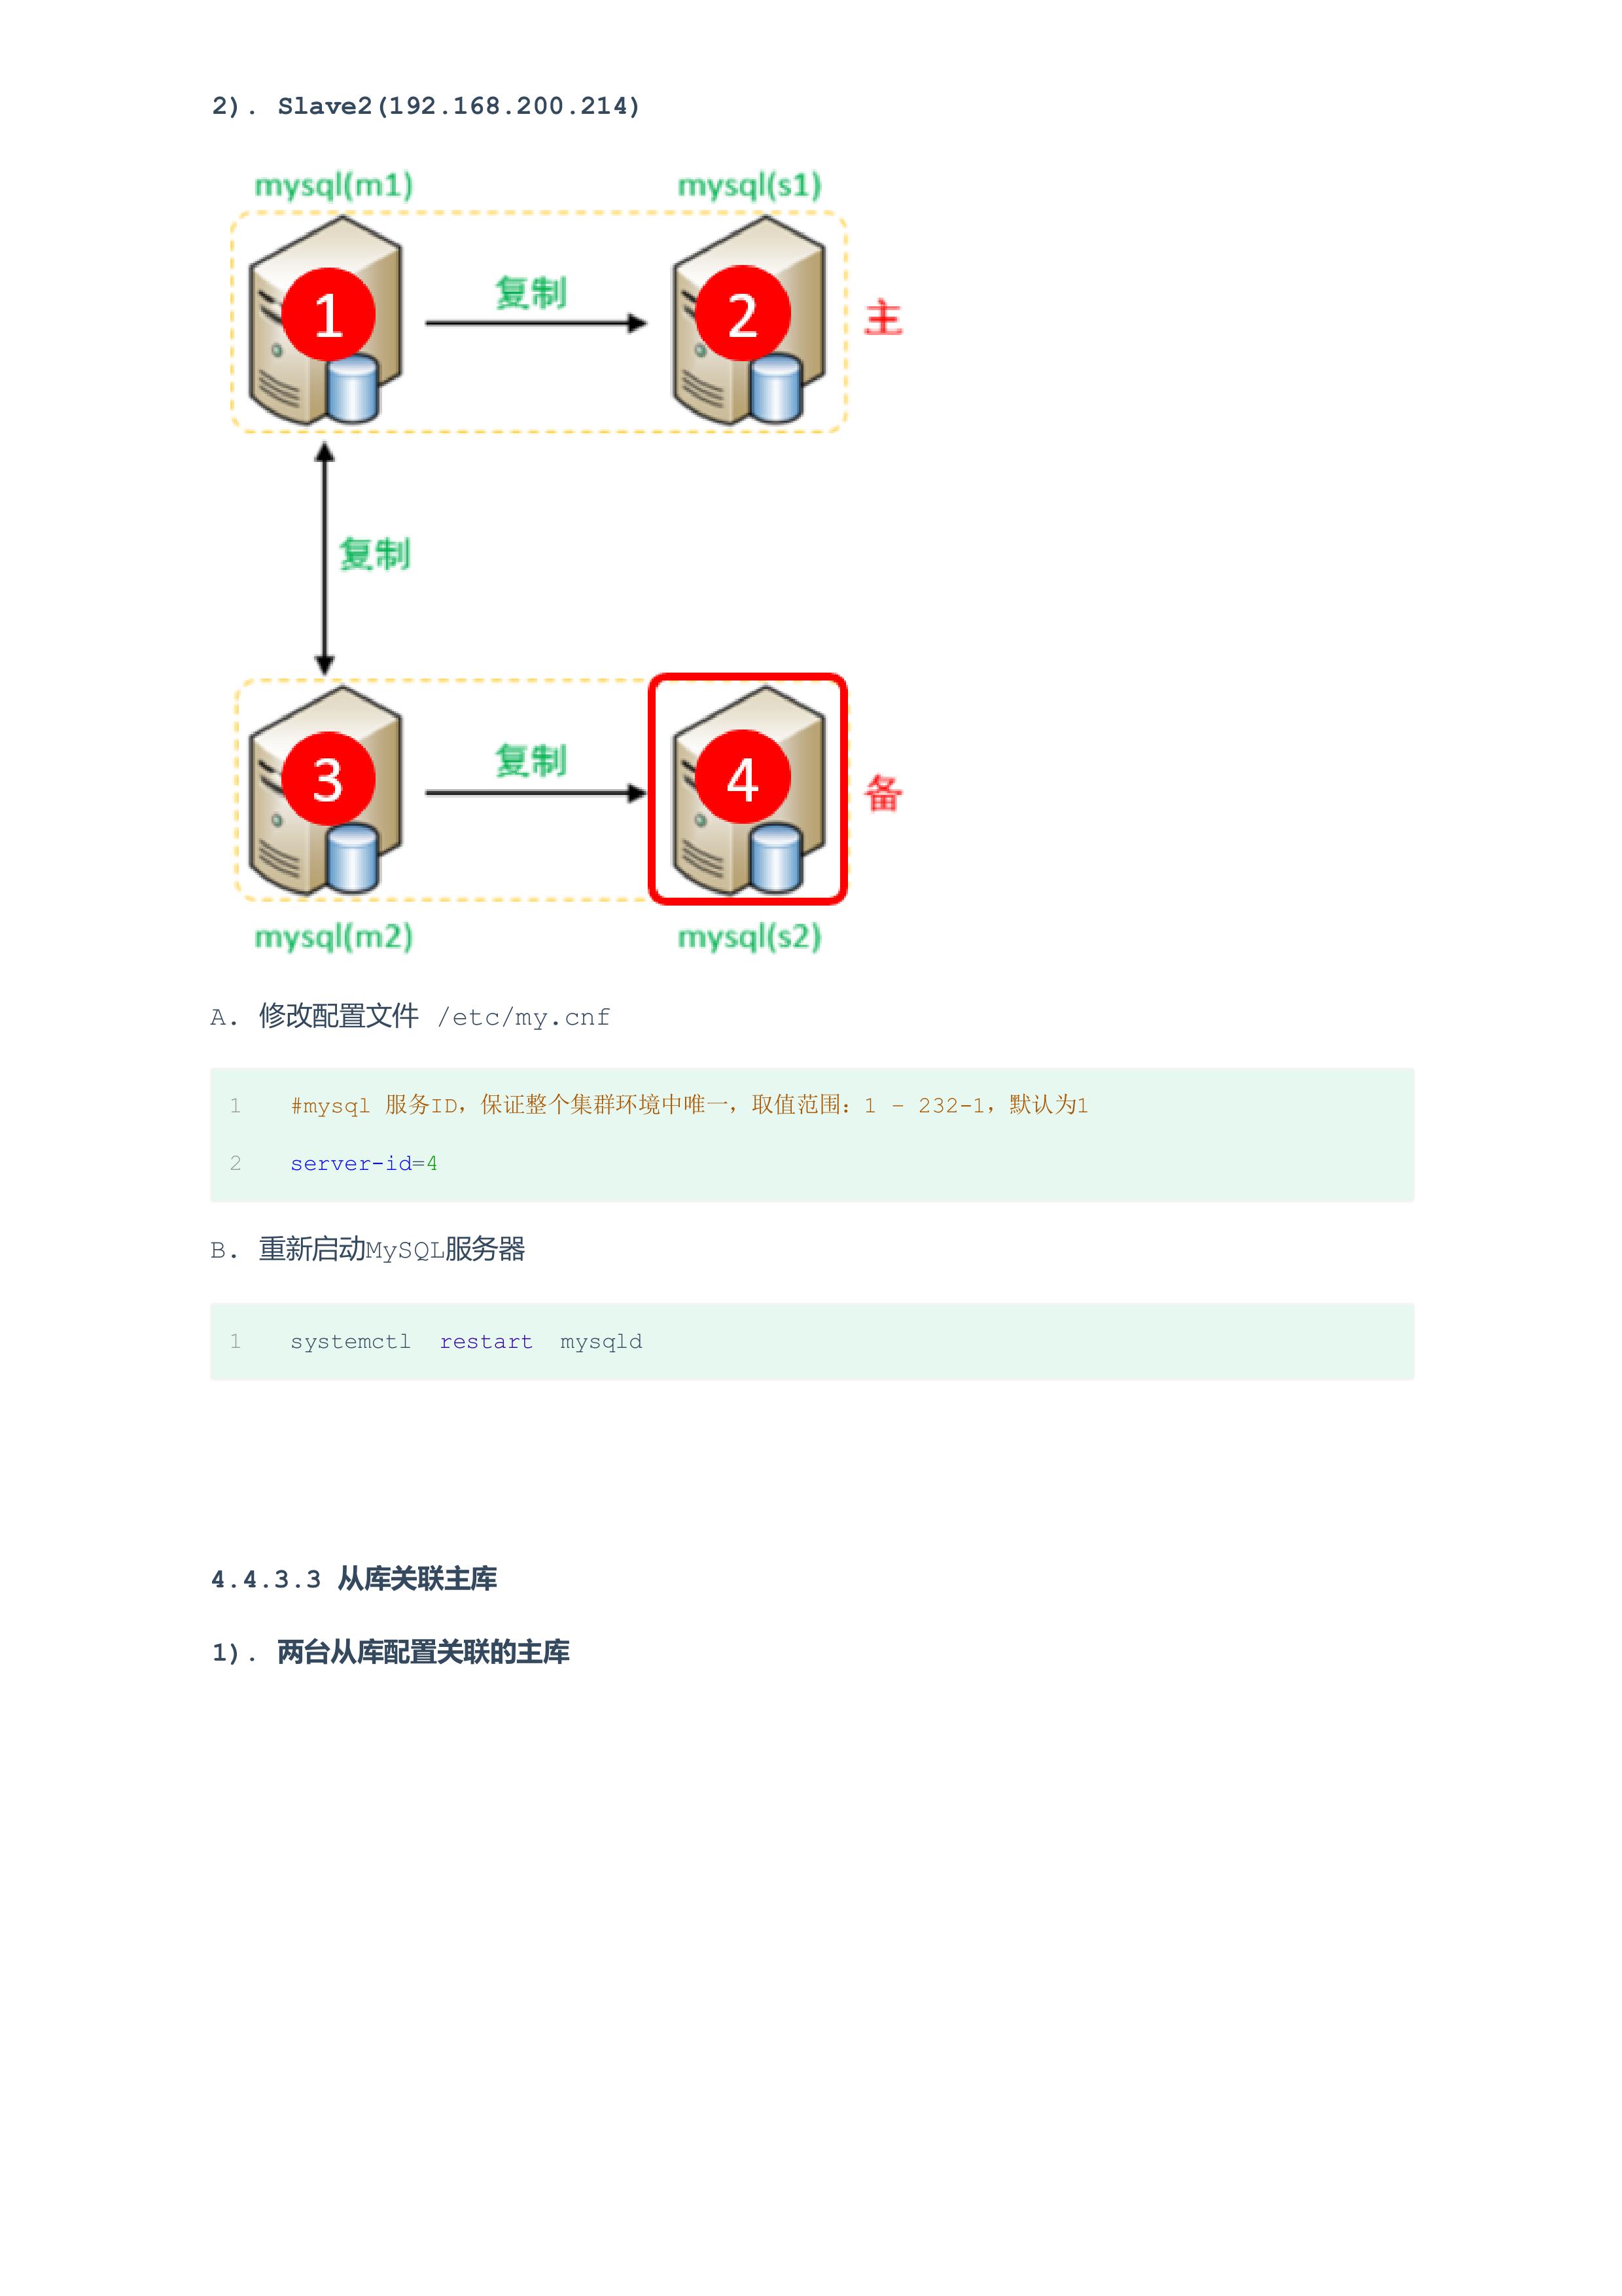 2). Slave2(192.168.200.214)
mysql(m1) mysql(s1)
复制
1 2 主
复制
复制
3 4 备
mysql(m2) mysql(s2)
A. 修改配置文件 /etc/my.cnf
1 #mysql 服务ID，保证整个集群环境中唯一，取值范围：1 – 232-1，默认为1
2 server-id=4
B. 重新启动MySQL服务器
1 systemctl restart mysqld
4.4.3.3 从库关联主库
1). 两台从库配置关联的主库